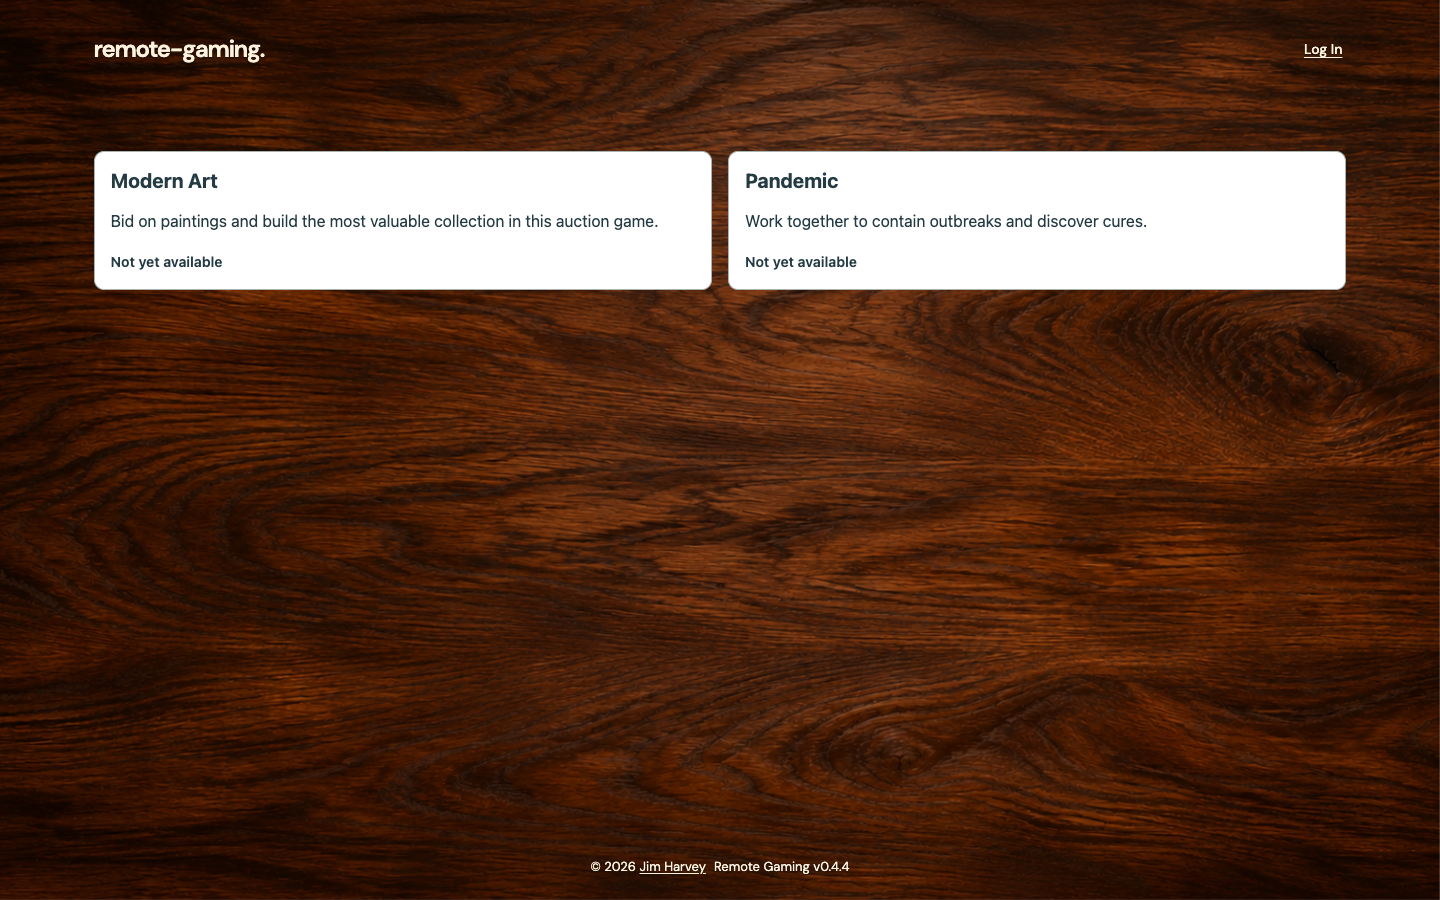 remote-gaming.
Log In
Modern Art
Bid on paintings and build the most valuable collection in this auction game.
Not yet available
Pandemic
Work together to contain outbreaks and discover cures.
Not yet available
© 2026 Jim Harvey Remote Gaming v0.4.4